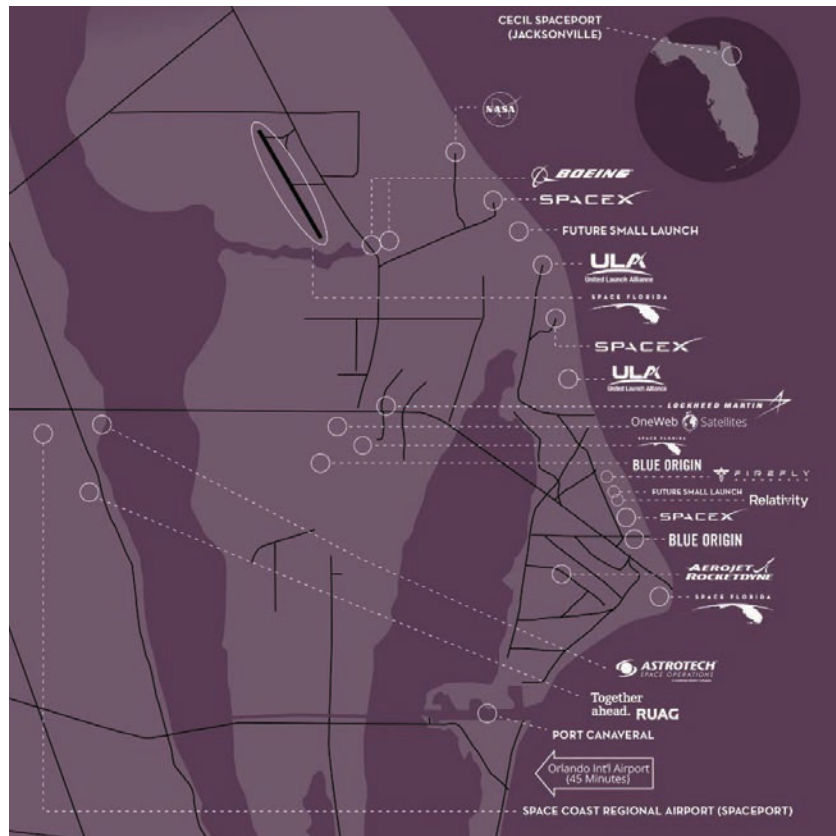 CECIL SPACEPORT
(JACKSONVILLE)
NASA
BOEING
SPACEX
FUTURE SMALL LAUNCH
ULA
United Launch Alliance
SPACE FLORIDA
SPACEX
ULA
United Launch Alliance
LOCKHEED MARTIN
OneWeb Satellites
SPACE FLORIDA
BLUE ORIGIN
FIREFLY
FUTURE SMALL LAUNCH
Relativity
SPACEX
BLUE ORIGIN
AEROJET
ROCKETDYNE
SPACE FLORIDA
ASTROTECH
SPACE OPERATIONS
Together
ahead. RUAG
PORT CANAVERAL
Orlando Int'l Airport
(45 Minutes)
SPACE COAST REGIONAL AIRPORT (SPACEPORT)